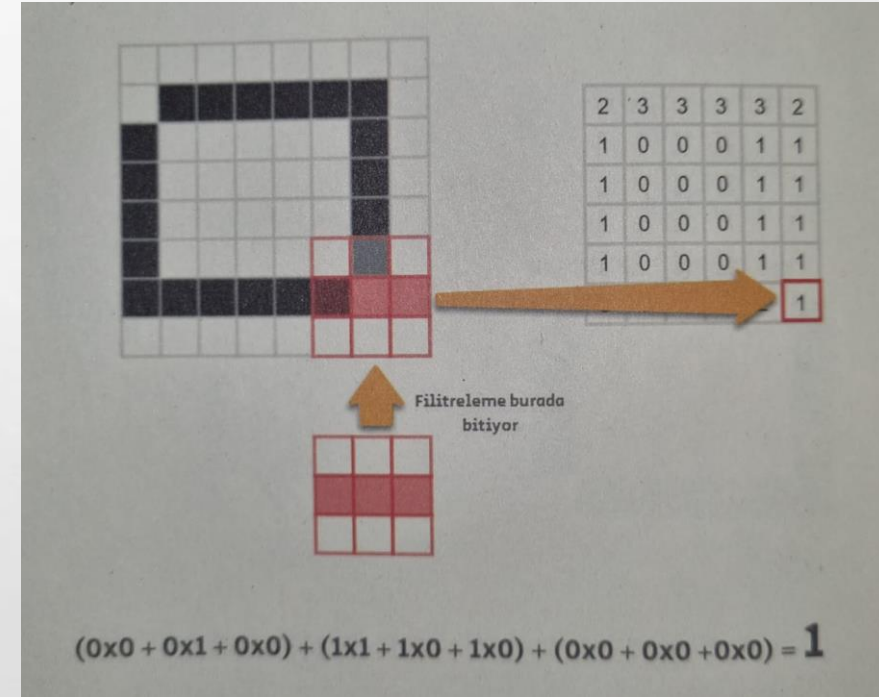 2 3 3 3 3 2
1 0 0 0 1 1
1 0 0 0 1 1
1 0 0 0 1 1
1 0 0 0 1 1
1
Filitreleme burada
bitiyor
(0x0 + 0x1 + 0x0) + (1x1 + 1x0 + 1x0) + (0x0 + 0x0 +0x0) = 1